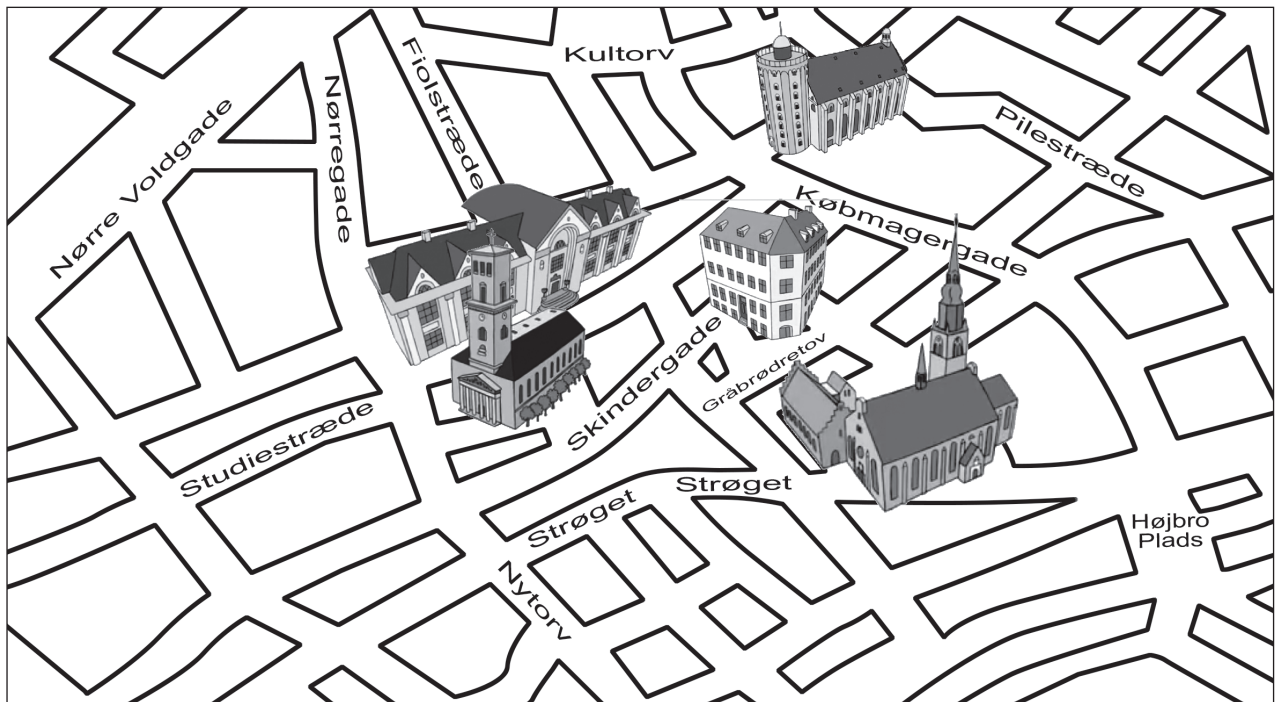 Kultorv
Fiolstræde
Nørregade
Nørre Voldgade
Pilestræde
Købmagergade
Skindergade
Gråbrødretov
Studiestræde
Strøget
Strøget
Højbro
Plads
Nytorv